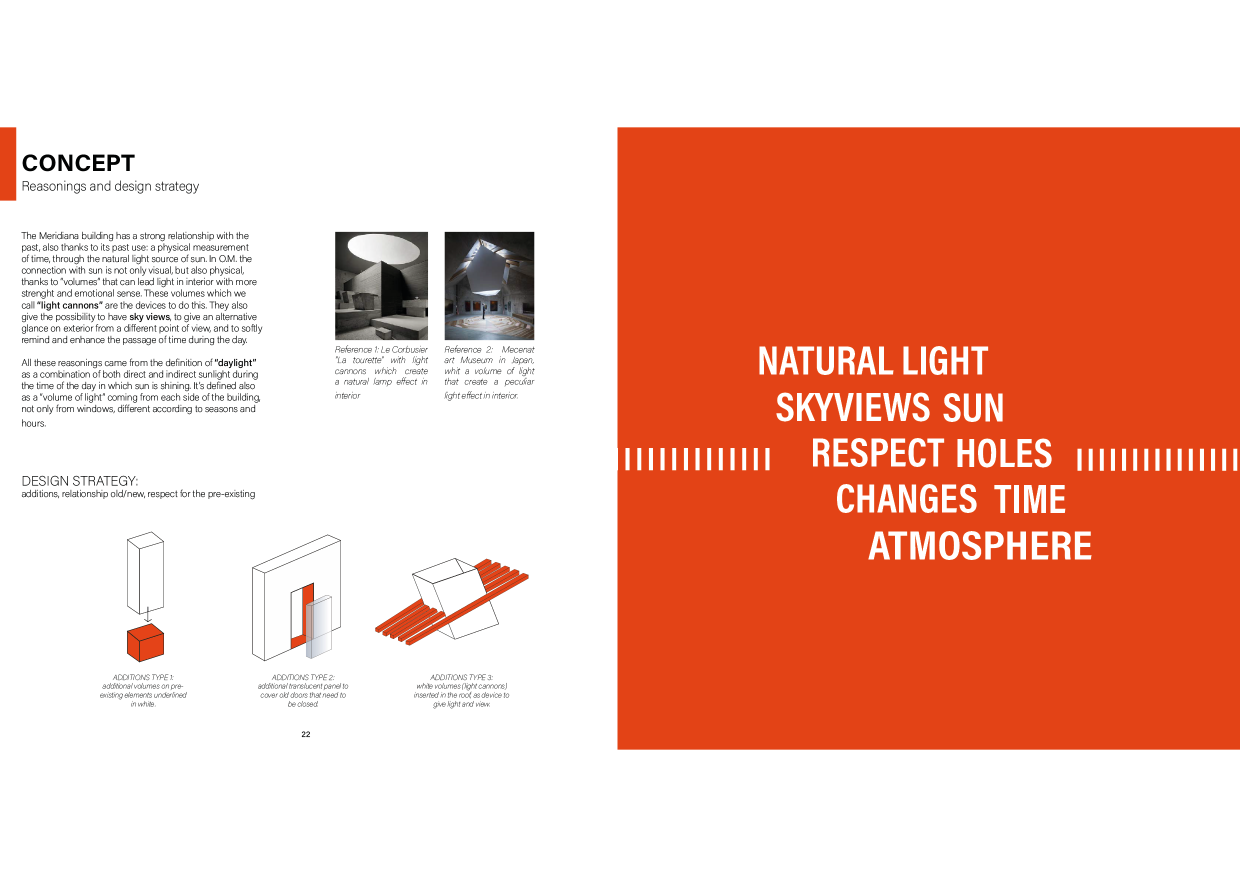 CONCEPT
Reasonings and design strategy
The Meridiana building has a strong relationship with the
past, also thanks to its past use: a physical measurement
of time, through the natural light source of sun. In O.M. the
connection with sun is not only visual, but also physical,
thanks to “volumes” that can lead light in interior with more
strenght and emotional sense. These volumes which we
call “light cannons” are the devices to do this. They also
give the possibility to have sky views, to give an alternative
glance on exterior from a different point of view, and to softly
remind and enhance the passage of time during the day.
All these reasonings came from the definition of “daylight”
as a combination of both direct and indirect sunlight during
the time of the day in which sun is shining. It’s defined also
as a “volume of light” coming from each side of the building,
not only from windows, different according to seasons and
hours.
Reference 1: Le Corbusier
"La tourette" with light
cannons which create
a natural lamp effect in
interior
Reference 2: Mecenat
art Museum in Japan,
whit a volume of light
that create a peculiar
light effect in interior.
DESIGN STRATEGY:
additions, relationship old/new, respect for the pre-existing
ADDITIONS TYPE 1:
additional volumes on pre-
existing elements underlined
in white.
ADDITIONS TYPE 2:
additional translucent panel to
cover old doors that need to
be closed.
ADDITIONS TYPE 3:
white volumes (light cannons)
inserted in the roof, as device to
give light and view.
22
NATURAL LIGHT
SKYVIEWS SUN
RESPECT HOLES
CHANGES TIME
ATMOSPHERE